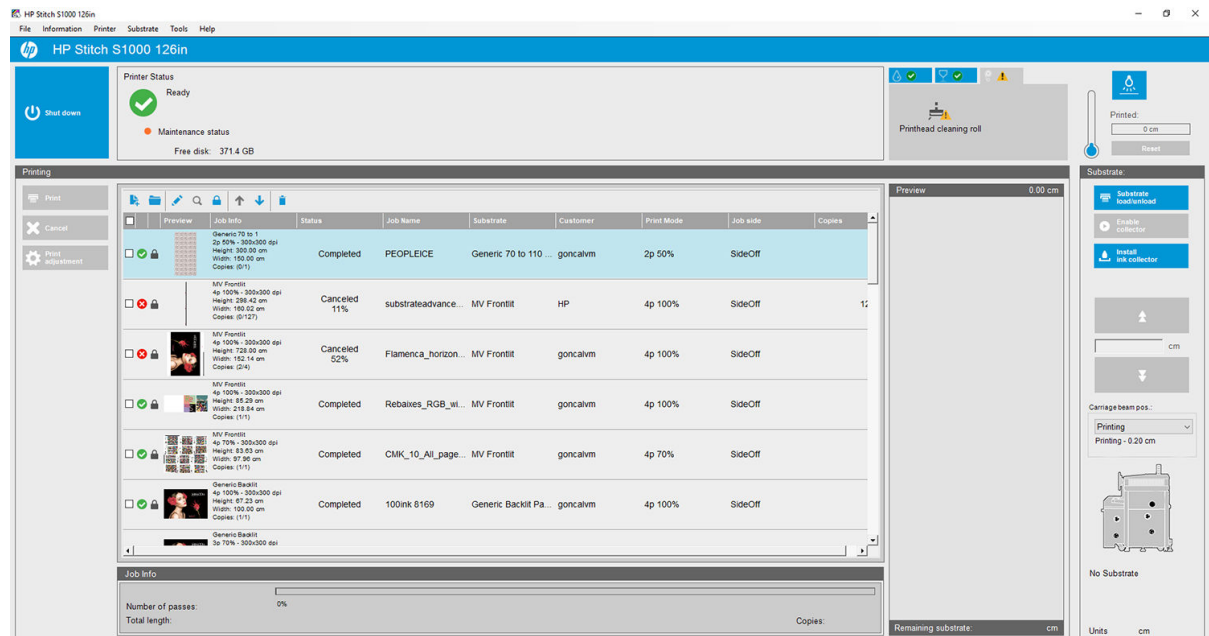 HP Stitch S1000 126in
File Information Printer Substrate Tools Help
hp HP Stitch S1000 126in
Shut down
Printer Status
Ready
Maintenance status
Free disk: 371.4 GB
Printhead cleaning roll
Printed:
0 cm
Reset
Printing
Print
Cancel
Print
adjustment
Preview Job Info Status Job Name Substrate Customer Print Mode Job side Copies
Generic 70 to 1
2p 50% - 300x300 dpi
Height: 300.00 cm
Width: 150.00 cm
Copies: (0/1)
Completed PEOPLEICE Generic 70 to 110 ... goncalvm 2p 50% SideOff
MV Frontlit
4p 100% - 300x300 dpi
Height: 298.42 cm
Width: 160.02 cm
Copies: (0/127)
Canceled
11%
substrateadvance... MV Frontlit HP 4p 100% SideOff 12
MV Frontlit
4p 100% - 300x300 dpi
Height: 728.00 cm
Width: 152.14 cm
Copies: (2/4)
Canceled
52%
Flamenca_horizon... MV Frontlit goncalvm 4p 100% SideOff
MV Frontlit
4p 100% - 300x300 dpi
Height: 85.29 cm
Width: 218.84 cm
Copies: (1/1)
Completed Rebaixes_RGB_wi... MV Frontlit goncalvm 4p 100% SideOff
MV Frontlit
4p 70% - 300x300 dpi
Height: 83.63 cm
Width: 97.96 cm
Copies: (1/1)
Completed CMK_10_All_page... MV Frontlit goncalvm 4p 70% SideOff
Generic Backlit
4p 100% - 300x300 dpi
Height: 67.23 cm
Width: 100.00 cm
Copies: (1/1)
Completed 100ink 8169 Generic Backlit Pa... goncalvm 4p 100% SideOff
Generic Backlit
3p 70% - 300x300 dpi
Job Info
0%
Number of passes:
Total length:
Copies:
Preview 0.00 cm
Remaining substrate: cm
Substrate:
Substrate
load/unload
Enable
collector
Install
ink collector
cm
Carriage beam pos.:
Printing
Printing - 0.20 cm
No Substrate
Units cm